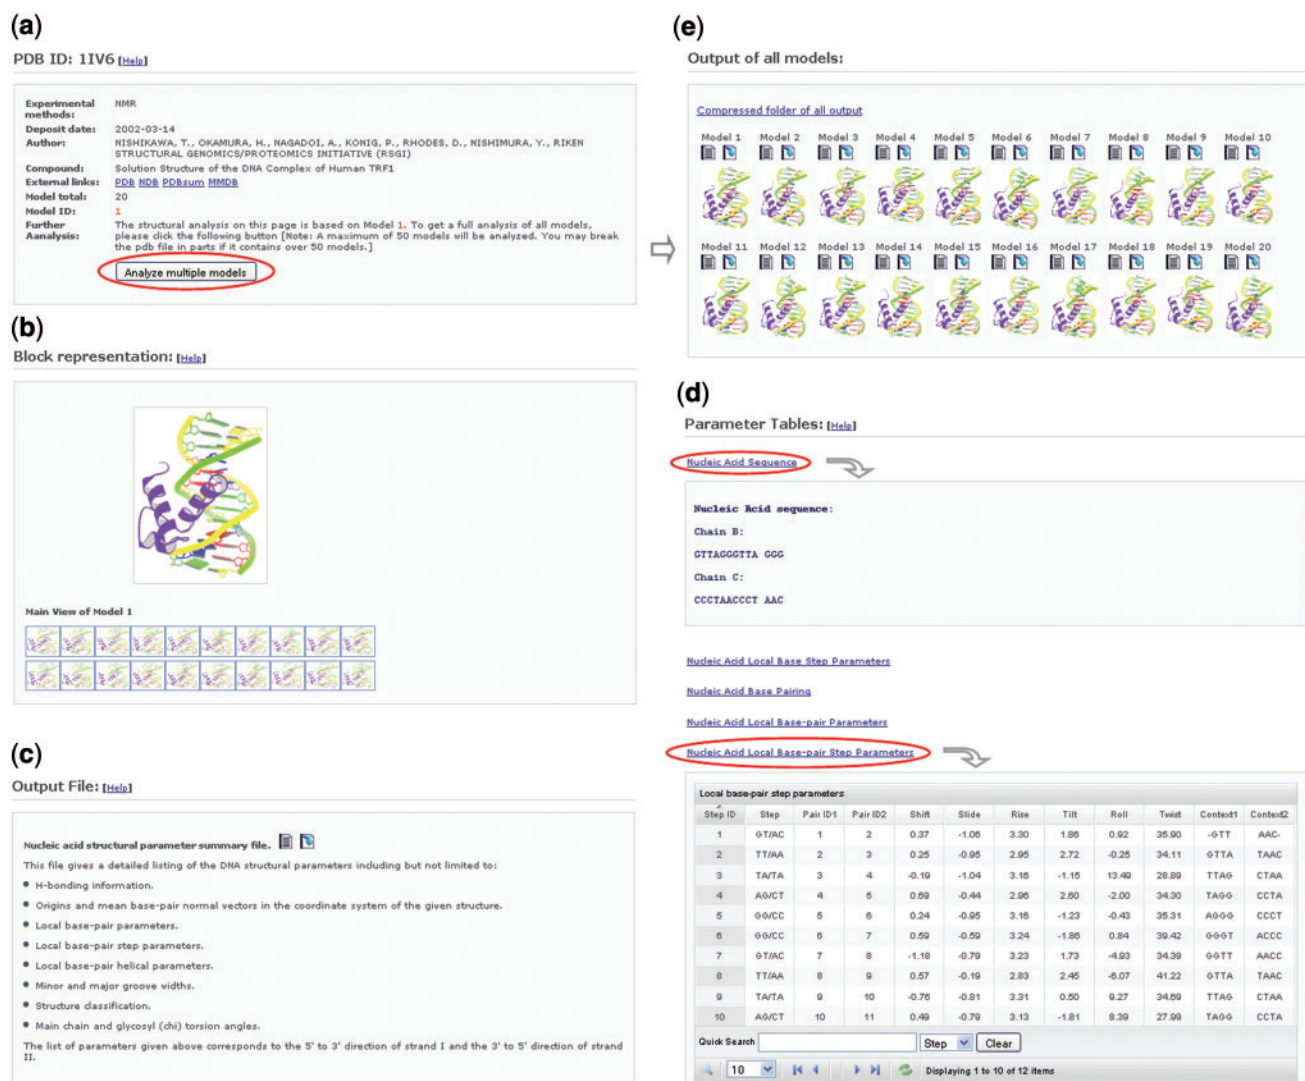 (a)
PDB ID: 1IV6 [Help]
Experimental methods: NMR
Deposit date: 2002-03-14
Author: NISHIKAWA, T., OKAMURA, H., NAGADOI, A., KONIG, P., RHODES, D., NISHIMURA, Y., RIKEN
STRUCTURAL GENOMICS/PROTEOMICS INITIATIVE (RSGI)
Compound: Solution Structure of the DNA Complex of Human TRF1
External links: PDB NDB PDBsum MMDB
Model total: 20
Model ID: 1
Further Aanalysis: The structural analysis on this page is based on Model 1. To get a full analysis of all models,
please click the following button [Note: A maximum of 50 models will be analyzed. You may break
the pdb file in parts if it contains over 50 models.]
Analyze multiple models
(b)
Block representation: [Help]
Main View of Model 1
(c)
Output File: [Help]
Nucleic acid structural parameter summary file.
This file gives a detailed listing of the DNA structural parameters including but not limited to:
• H-bonding information.
• Origins and mean base-pair normal vectors in the coordinate system of the given structure.
• Local base-pair parameters.
• Local base-pair step parameters.
• Local base-pair helical parameters.
• Minor and major groove widths.
• Structure classification.
• Main chain and glycosyl (chi) torsion angles.
The list of parameters given above corresponds to the 5' to 3' direction of strand I and the 3' to 5' direction of strand
II.
(e)
Output of all models:
Compressed folder of all output
Model 1 Model 2 Model 3 Model 4 Model 5 Model 6 Model 7 Model 8 Model 9 Model 10
Model 11 Model 12 Model 13 Model 14 Model 15 Model 16 Model 17 Model 18 Model 19 Model 20
(d)
Parameter Tables: [Help]
Nucleic Acid Sequence
Nucleic Acid sequence:
Chain B:
GTTAGGGTTA GGG
Chain C:
CCCTAACCCT AAC
Nucleic Acid Local Base Step Parameters
Nucleic Acid Base Pairing
Nucleic Acid Local Base-pair Parameters
Nucleic Acid Local Base-pair Step Parameters
Local base-pair step parameters
Step ID Step Pair ID1 Pair ID2 Shift Slide Rise Tilt Roll Twist Context1 Context2
1 GT/AC 1 2 0.37 -1.06 3.30 1.86 0.92 35.90 -GTT AAC-
2 TT/AA 2 3 0.25 -0.95 2.95 2.72 -0.25 34.11 GTTA TAAC
3 TA/TA 3 4 -0.19 -1.04 3.16 -1.15 13.49 28.89 TTAG CTAA
4 AG/CT 4 5 0.69 -0.44 2.96 2.60 -2.00 34.30 TAGG CCTA
5 GG/CC 5 6 0.24 -0.95 3.16 -1.23 -0.43 35.31 AGGG CCCT
6 GG/CC 6 7 0.59 -0.59 3.24 -1.86 0.84 39.42 GGGT ACCC
7 GT/AC 7 8 -1.18 -0.79 3.23 1.73 -4.93 34.39 GGTT AACC
8 TT/AA 8 9 0.57 -0.19 2.83 2.45 -6.07 41.22 GTTA TAAC
9 TA/TA 9 10 -0.76 -0.81 3.31 0.50 9.27 34.69 TTAG CTAA
10 AG/CT 10 11 0.49 -0.79 3.13 -1.81 8.39 27.99 TAGG CCTA
Quick Search Step Clear
10 Displaying 1 to 10 of 12 items